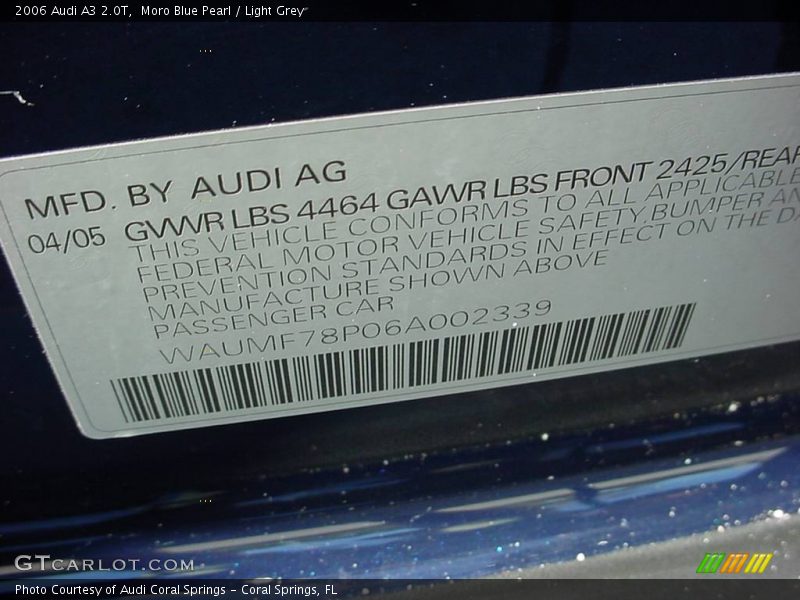 2006 Audi A3 2.0T, Moro Blue Pearl / Light Grey
MFD. BY AUDI AG
04/05 GVWR LBS 4464 GAWR LBS FRONT 2425/REAR
THIS VEHICLE CONFORMS TO ALL APPLICABLE
FEDERAL MOTOR VEHICLE SAFETY, BUMPER AN
PREVENTION STANDARDS IN EFFECT ON THE DA
MANUFACTURE SHOWN ABOVE
PASSENGER CAR
WAUMF78P06A002339
GTCARLOT.COM
Photo Courtesy of Audi Coral Springs - Coral Springs, FL